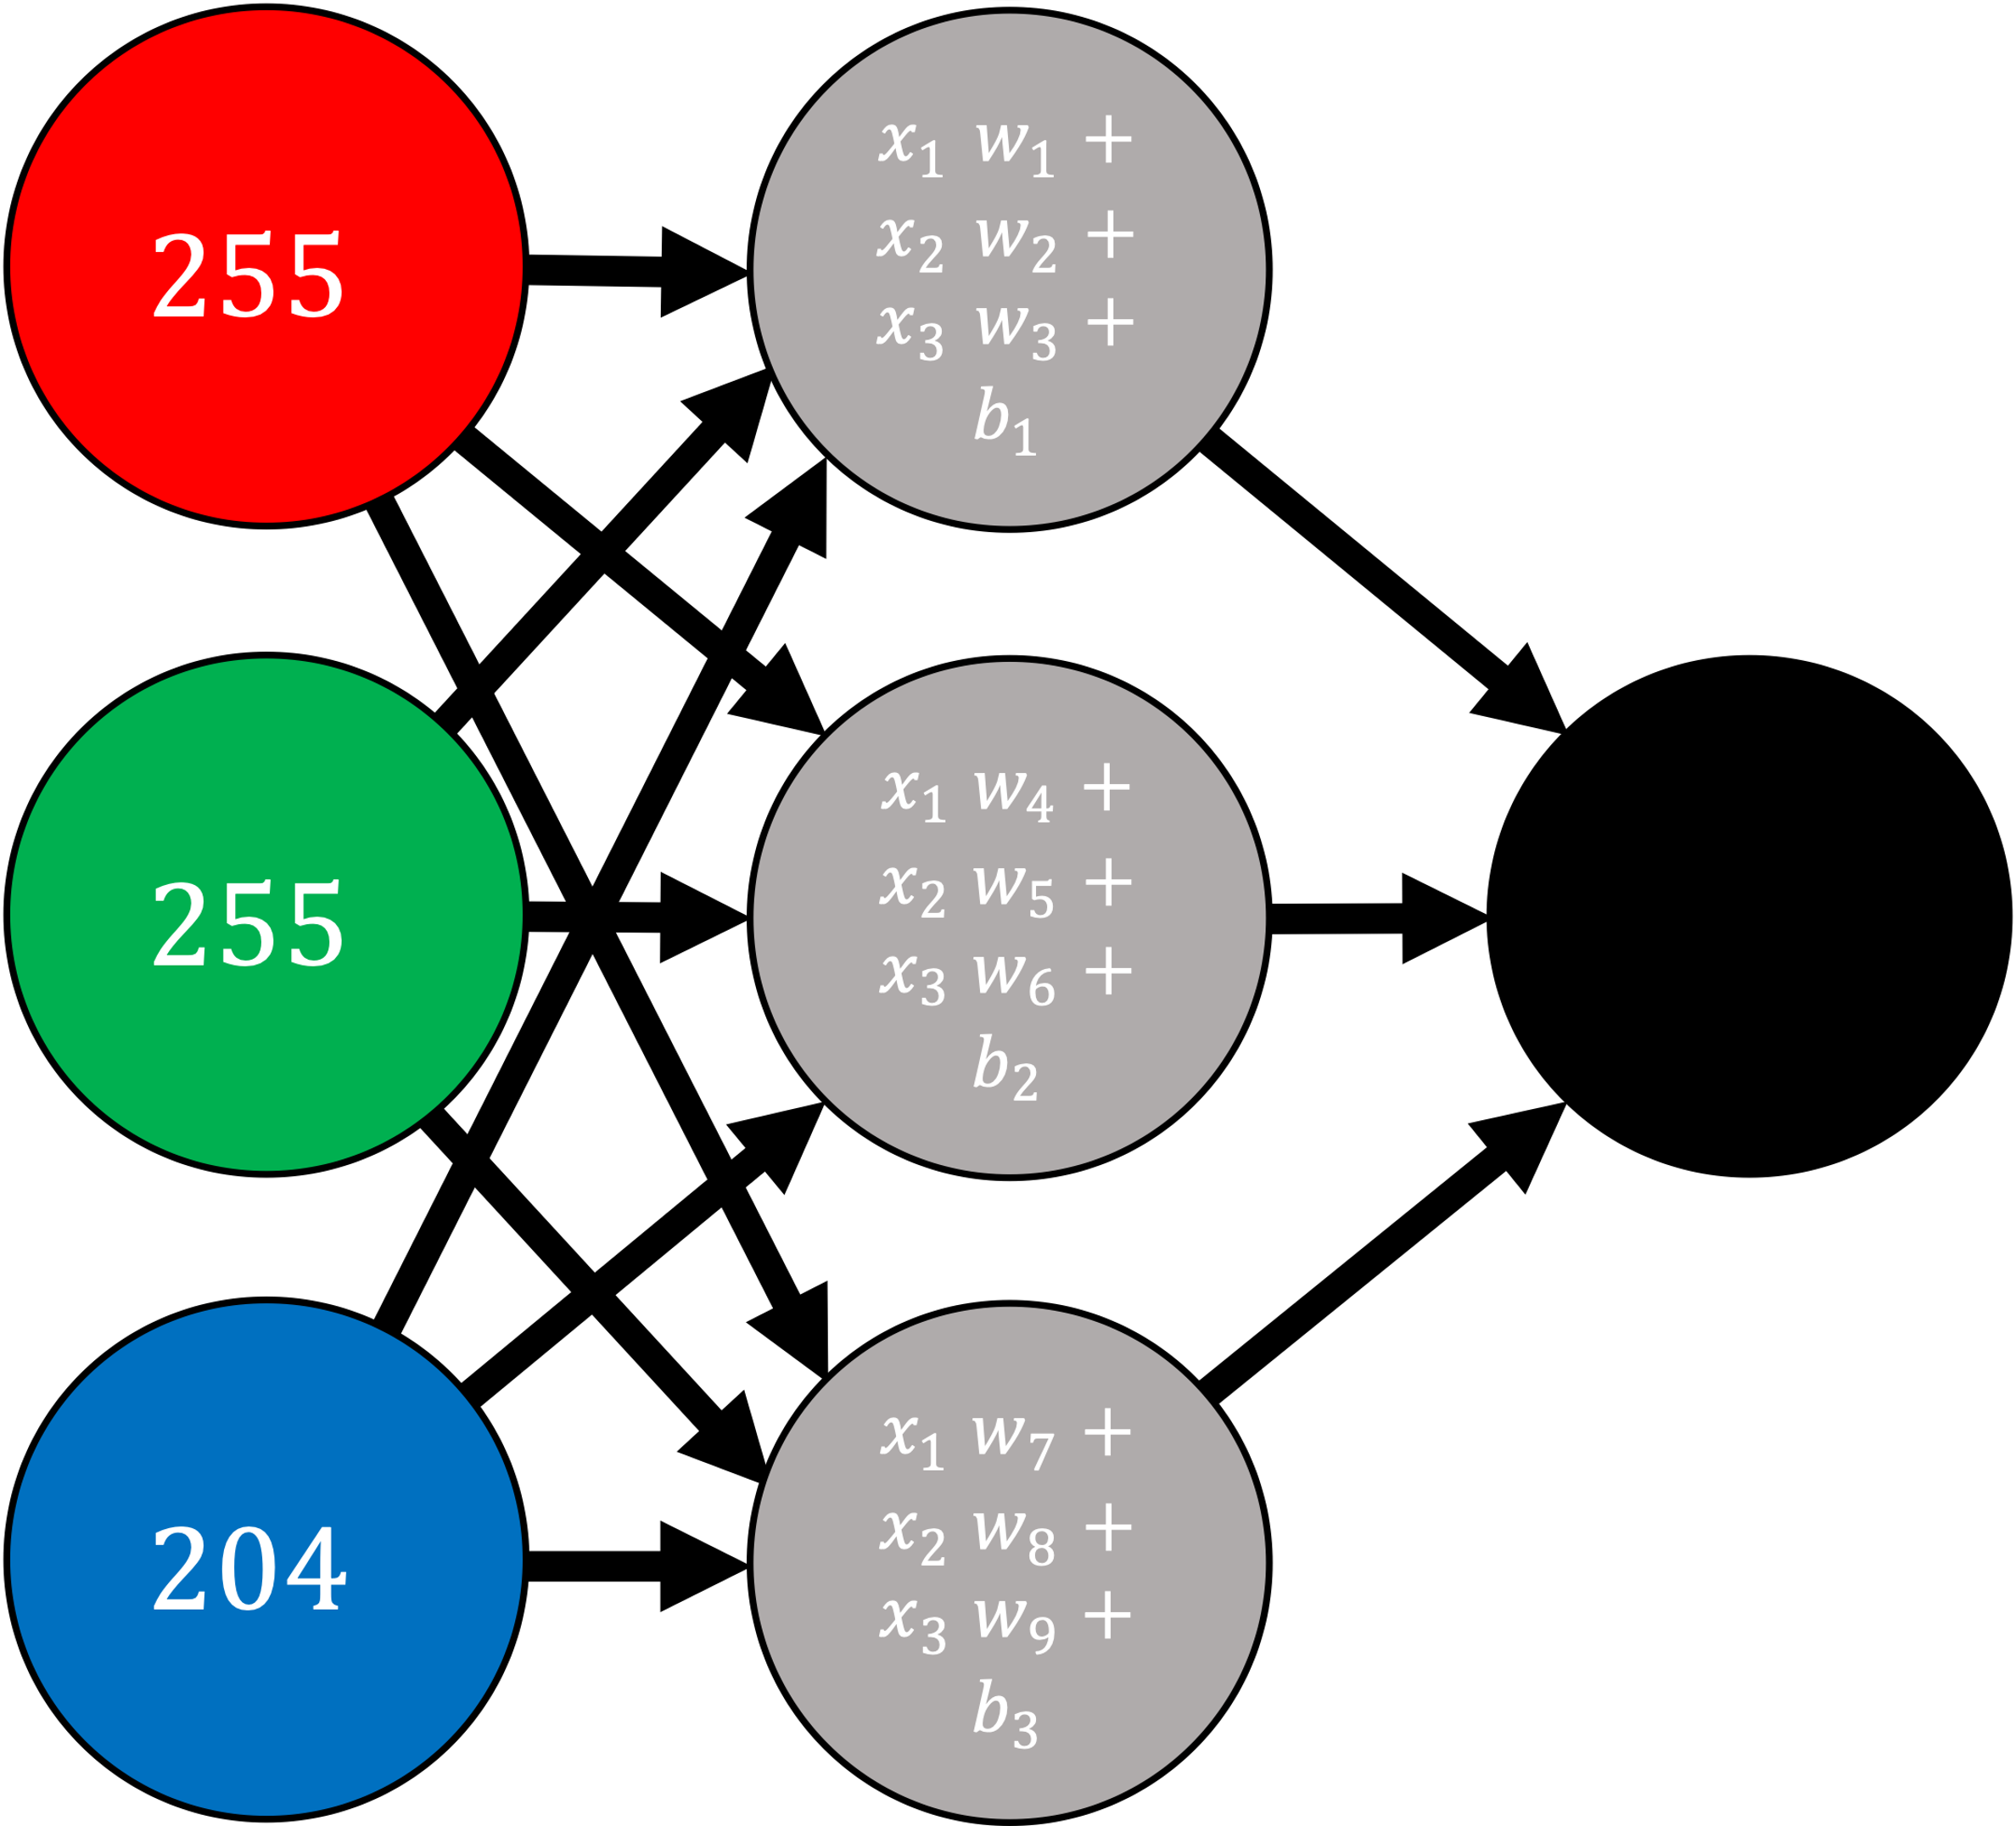 255
x₁ w₁ +
x₂ w₂ +
x₃ w₃ +
b₁
255
x₁ w₄ +
x₂ w₅ +
x₃ w₆ +
b₂
204
x₁ w₇ +
x₂ w₈ +
x₃ w₉ +
b₃